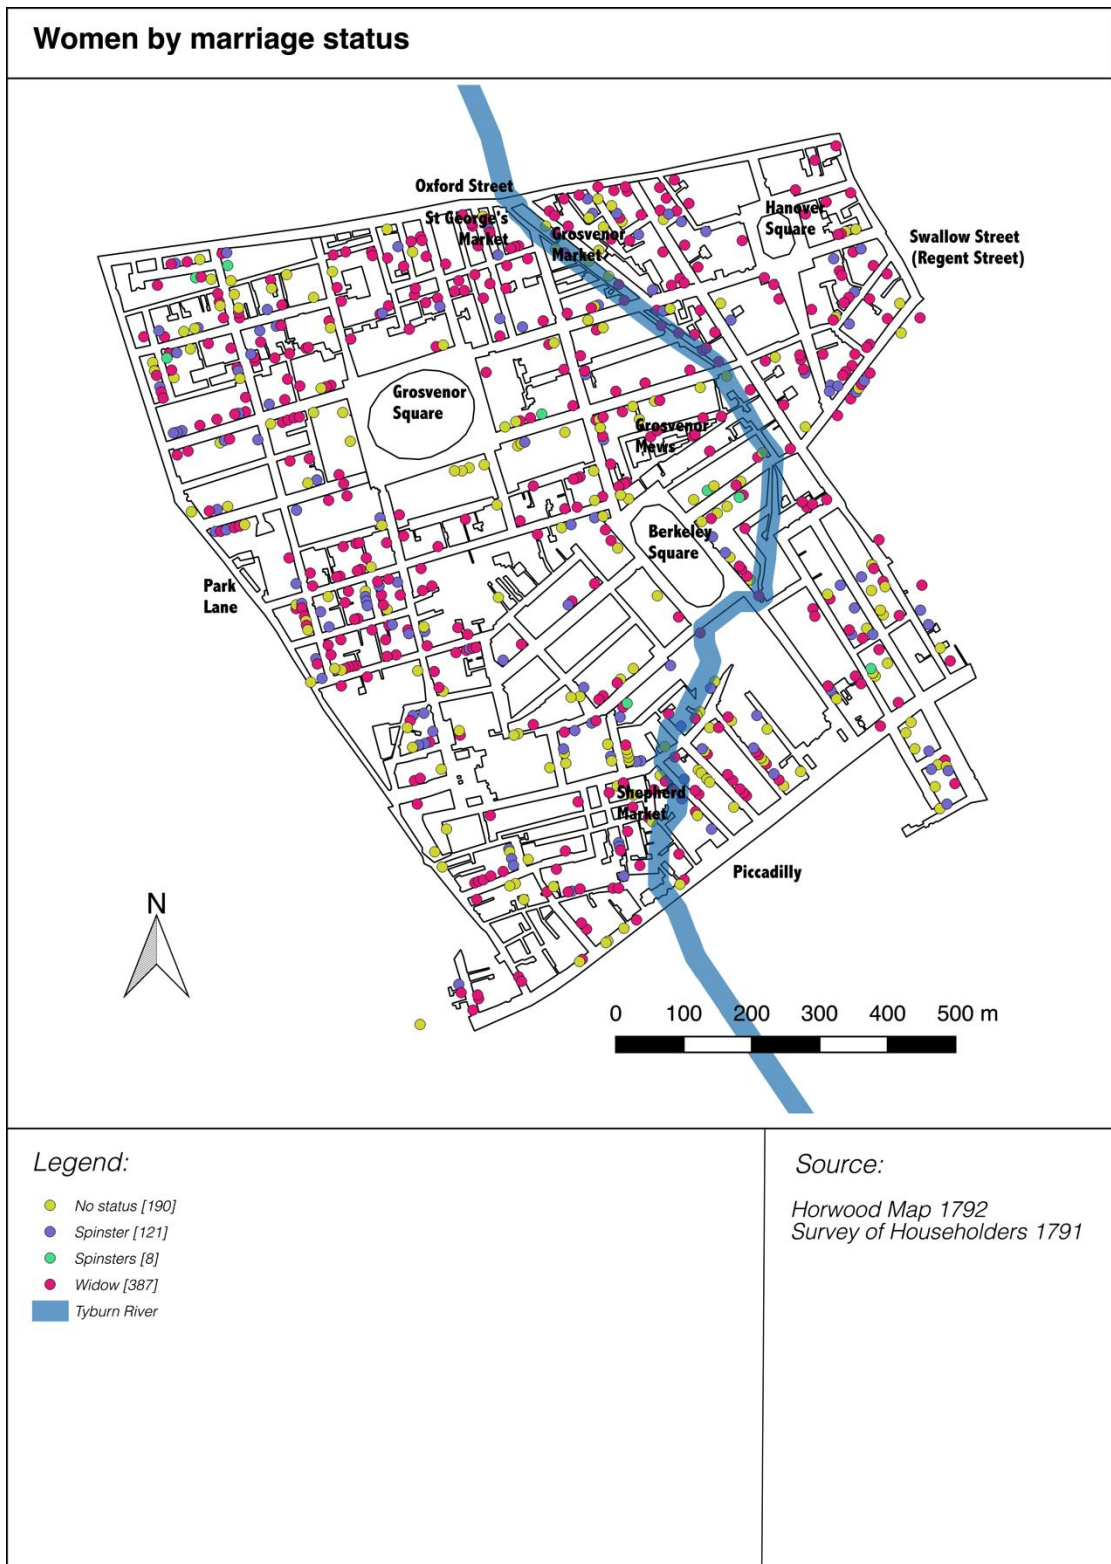 Women by marriage status
Oxford Street
St George's
Market
Grosvenor
Market
Hanover
Square
Swallow Street
(Regent Street)
Grosvenor
Square
Grosvenor
Mews
Berkeley
Square
Park
Lane
Shepherd
Market
Piccadilly
N
0 100 200 300 400 500 m
Legend:
No status [190]
Spinster [121]
Spinsters [8]
Widow [387]
Tyburn River
Source:
Horwood Map 1792
Survey of Householders 1791